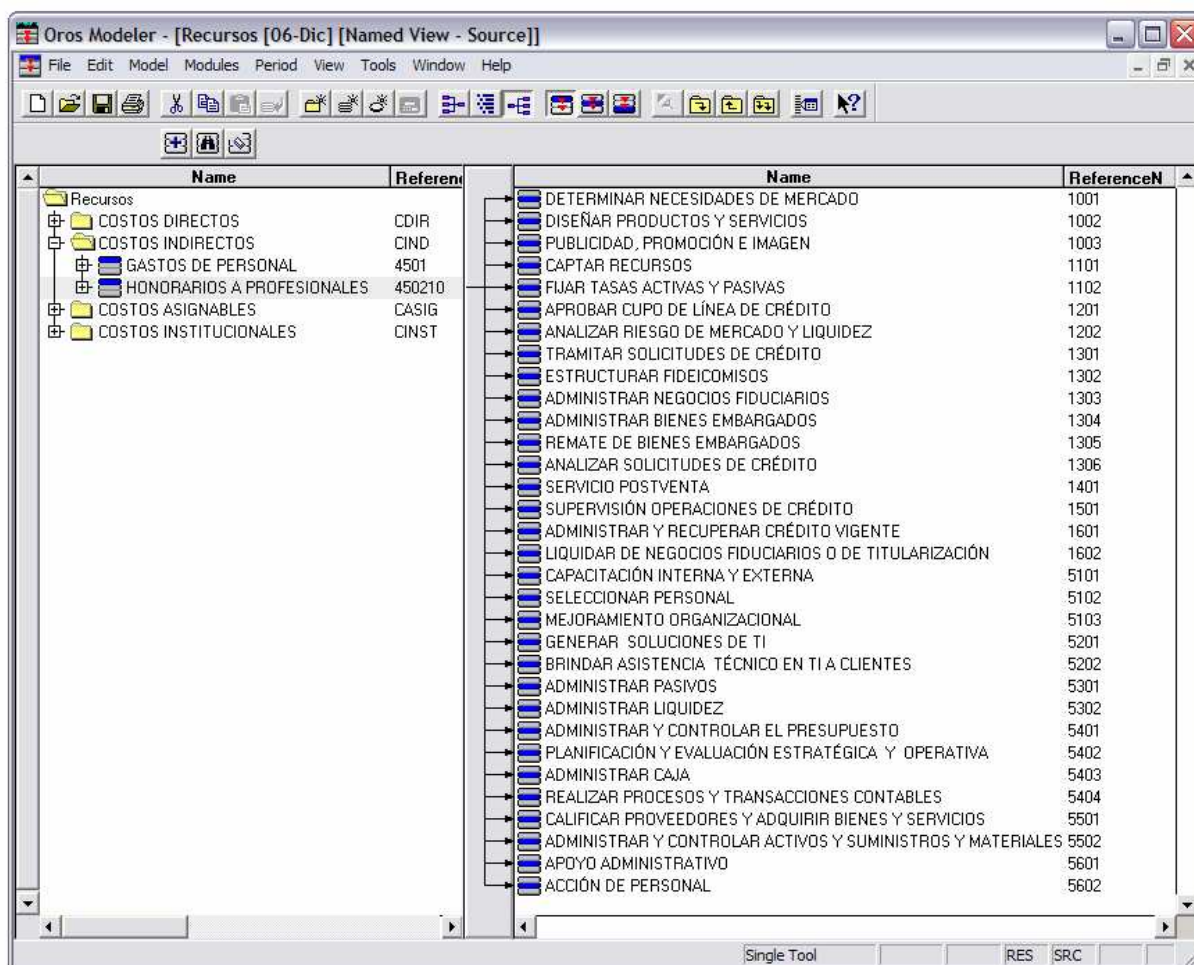 Oros Modeler - [Recursos [06-Dic] [Named View - Source]]
File Edit Model Modules Period View Tools Window Help
Name Referen
Recursos
COSTOS DIRECTOS CDIR
COSTOS INDIRECTOS CIND
GASTOS DE PERSONAL 4501
HONORARIOS A PROFESIONALES 450210
COSTOS ASIGNABLES CASIG
COSTOS INSTITUCIONALES CINST
Name ReferenceN
DETERMINAR NECESIDADES DE MERCADO 1001
DISEÑAR PRODUCTOS Y SERVICIOS 1002
PUBLICIDAD, PROMOCIÓN E IMAGEN 1003
CAPTAR RECURSOS 1101
FIJAR TASAS ACTIVAS Y PASIVAS 1102
APROBAR CUPO DE LÍNEA DE CRÉDITO 1201
ANALIZAR RIESGO DE MERCADO Y LIQUIDEZ 1202
TRAMITAR SOLICITUDES DE CRÉDITO 1301
ESTRUCTURAR FIDEICOMISOS 1302
ADMINISTRAR NEGOCIOS FIDUCIARIOS 1303
ADMINISTRAR BIENES EMBARGADOS 1304
REMATE DE BIENES EMBARGADOS 1305
ANALIZAR SOLICITUDES DE CRÉDITO 1306
SERVICIO POSTVENTA 1401
SUPERVISIÓN OPERACIONES DE CRÉDITO 1501
ADMINISTRAR Y RECUPERAR CRÉDITO VIGENTE 1601
LIQUIDAR DE NEGOCIOS FIDUCIARIOS O DE TITULARIZACIÓN 1602
CAPACITACIÓN INTERNA Y EXTERNA 5101
SELECCIONAR PERSONAL 5102
MEJORAMIENTO ORGANIZACIONAL 5103
GENERAR SOLUCIONES DE TI 5201
BRINDAR ASISTENCIA TÉCNICO EN TI A CLIENTES 5202
ADMINISTRAR PASIVOS 5301
ADMINISTRAR LIQUIDEZ 5302
ADMINISTRAR Y CONTROLAR EL PRESUPUESTO 5401
PLANIFICACIÓN Y EVALUACIÓN ESTRATÉGICA Y OPERATIVA 5402
ADMINISTRAR CAJA 5403
REALIZAR PROCESOS Y TRANSACCIONES CONTABLES 5404
CALIFICAR PROVEEDORES Y ADQUIRIR BIENES Y SERVICIOS 5501
ADMINISTRAR Y CONTROLAR ACTIVOS Y SUMINISTROS Y MATERIALES 5502
APOYO ADMINISTRATIVO 5601
ACCIÓN DE PERSONAL 5602
Single Tool RES SRC